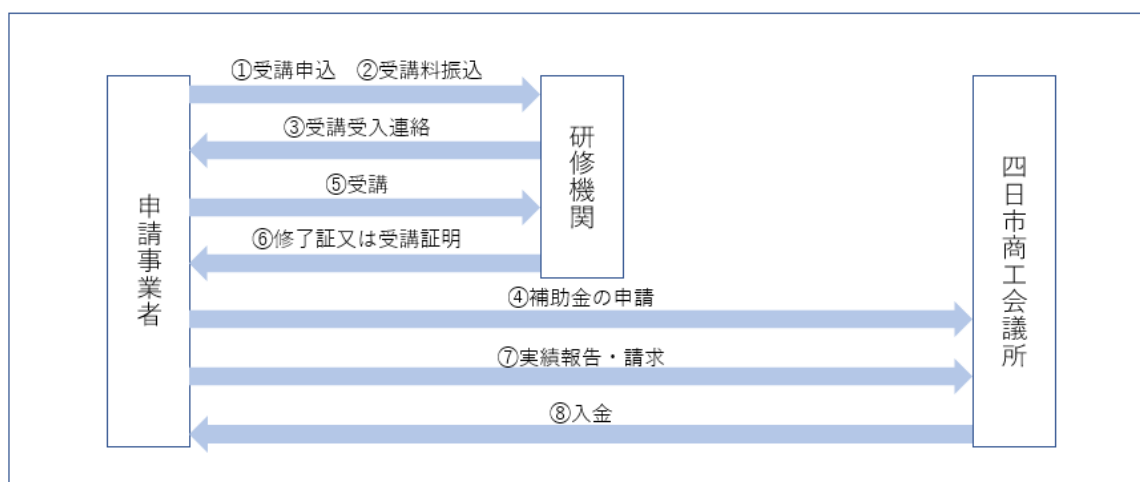 ①受講申込　②受講料振込
③受講受入連絡
⑤受講
⑥修了証又は受講証明
④補助金の申請
⑦実績報告・請求
⑧入金
申請事業者
研修機関
四日市商工会議所